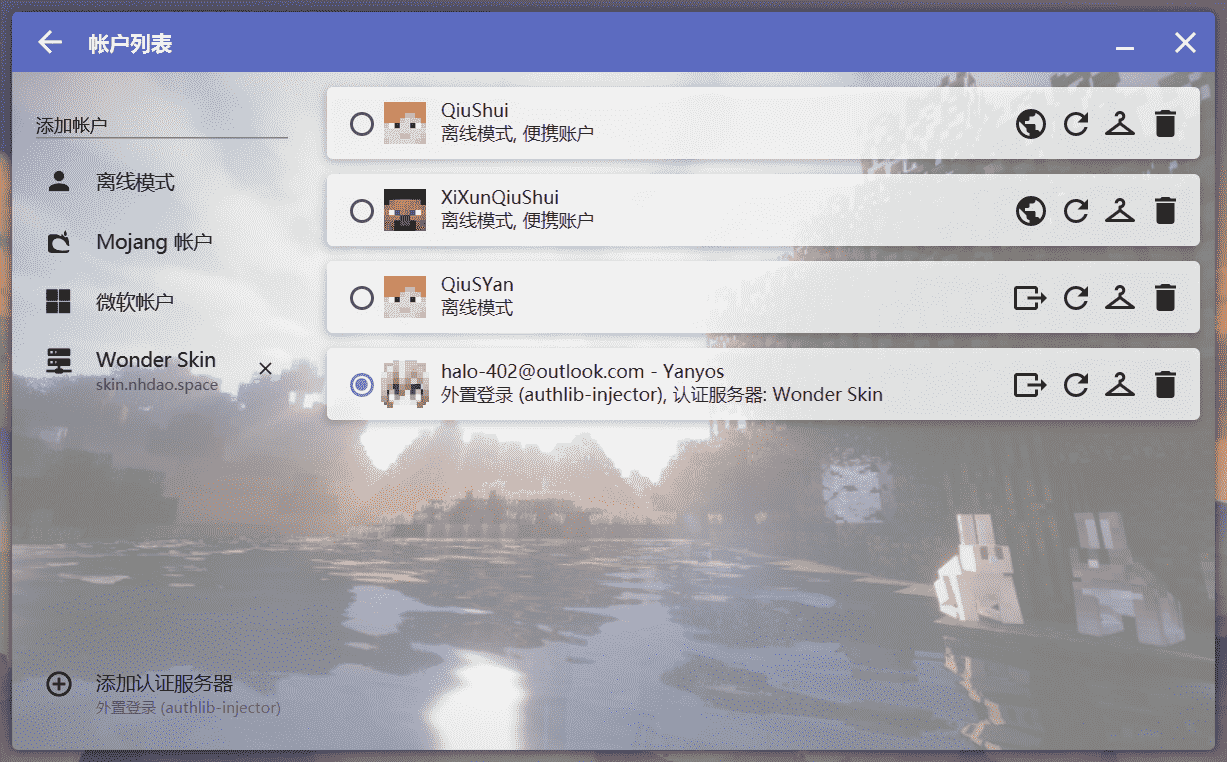 帐户列表
添加帐户
离线模式
Mojang 帐户
微软帐户
Wonder Skin
skin.nhdao.space
添加认证服务器
外置登录 (authlib-injector)
QiuShui
离线模式, 便携账户
XiXunQiuShui
离线模式, 便携账户
QiuSYan
离线模式
halo-402@outlook.com - Yanyos
外置登录 (authlib-injector), 认证服务器: Wonder Skin